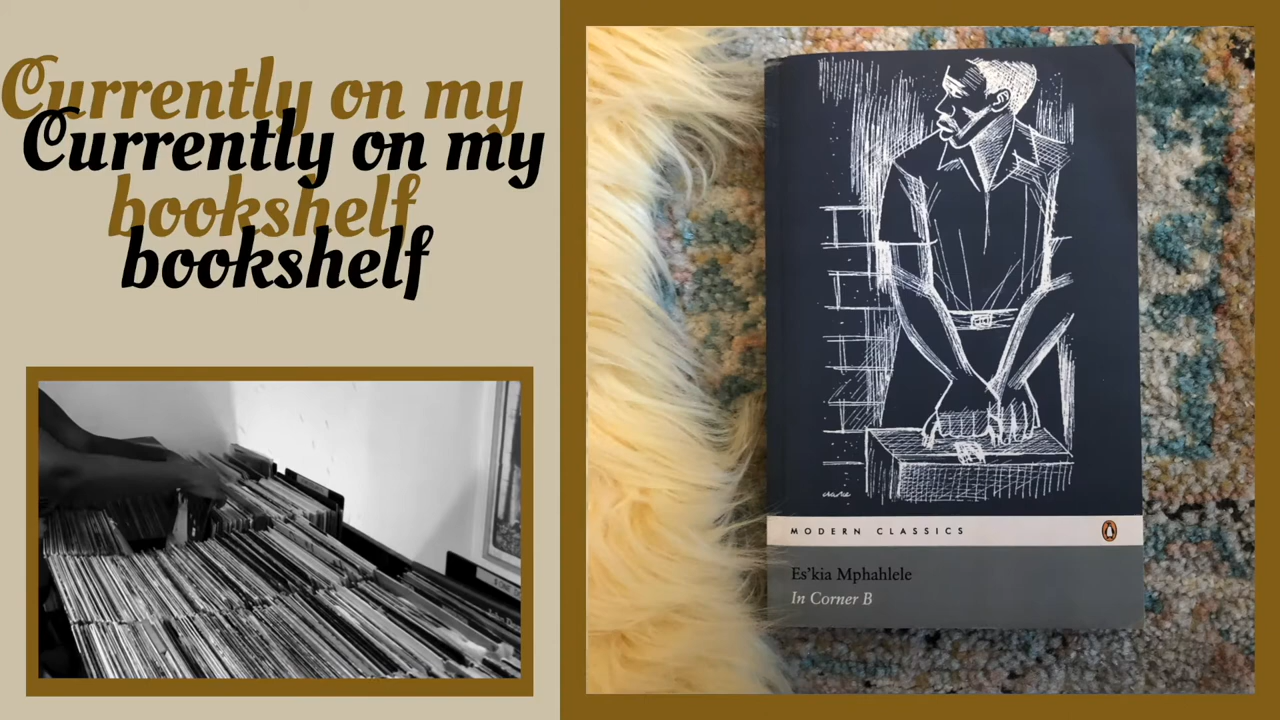 Currently on my
Currently on my
bookshelf
bookshelf
MODERN CLASSICS
Es'kia Mphahlele
In Corner B